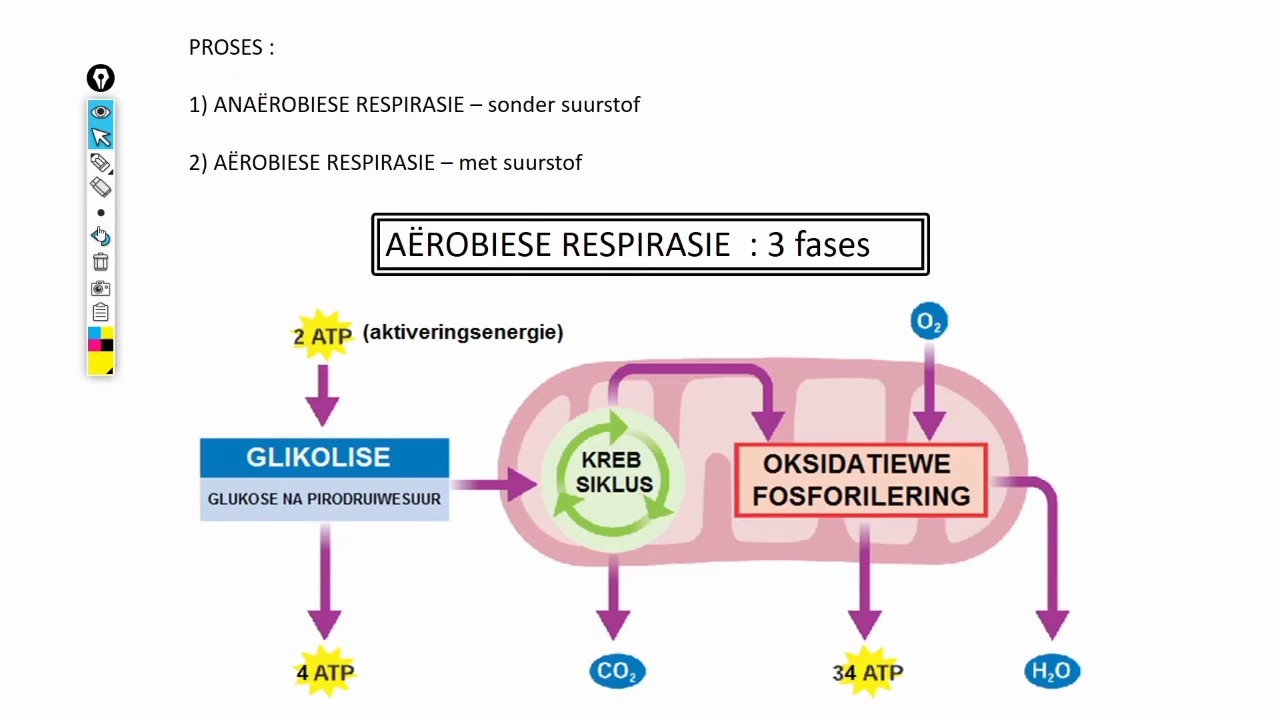 PROSES :
1) ANAËROBIESE RESPIRASIE – sonder suurstof
2) AËROBIESE RESPIRASIE – met suurstof
AËROBIESE RESPIRASIE : 3 fases
2 ATP (aktiveringsenergie)
O₂
GLIKOLISE
GLUKOSE NA PIRODRUIWESUUR
KREB
SIKLUS
OKSIDATIEWE
FOSFORILERING
4 ATP
CO₂
34 ATP
H₂O